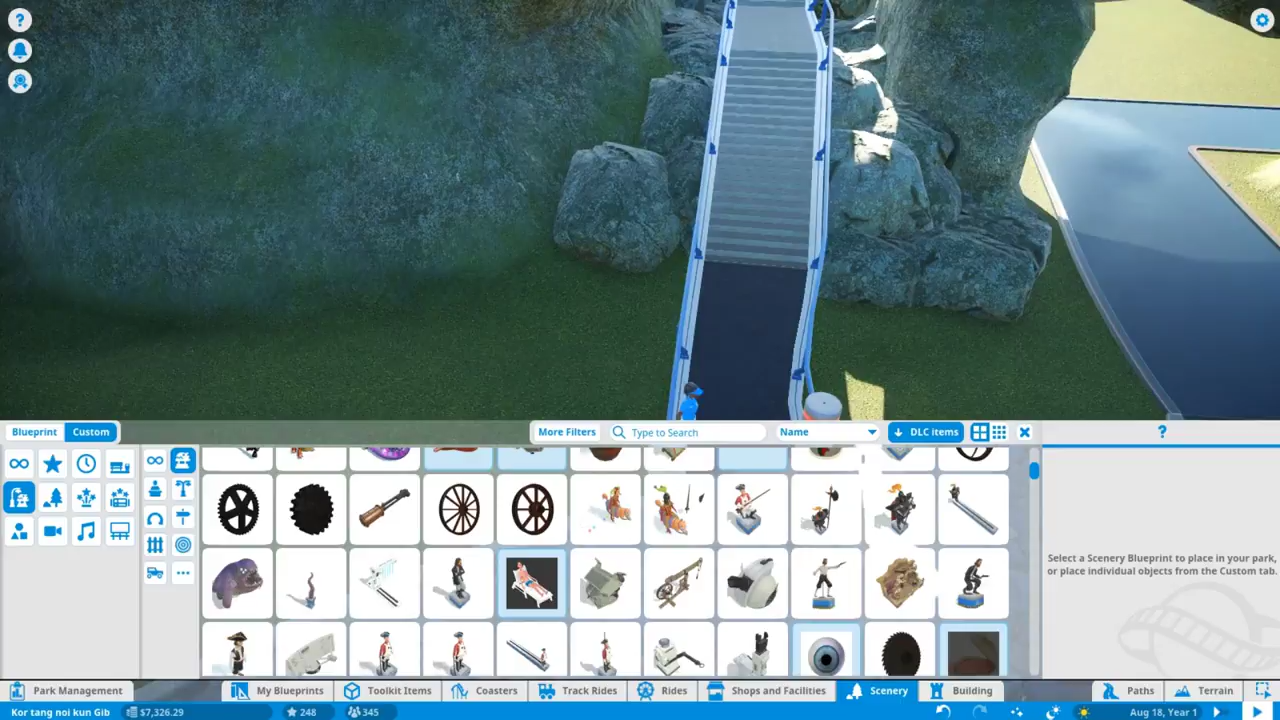 ?
Blueprint Custom More Filters Type to Search Name DLC items ?
Select a Scenery Blueprint to place in your park,
or place individual objects from the Custom tab.
Park Management My Blueprints Toolkit Items Coasters Track Rides Rides Shops and Facilities Scenery Building Paths Terrain
Kor tang noi kun Gib $7,326.29 248 345 Aug 18, Year 1